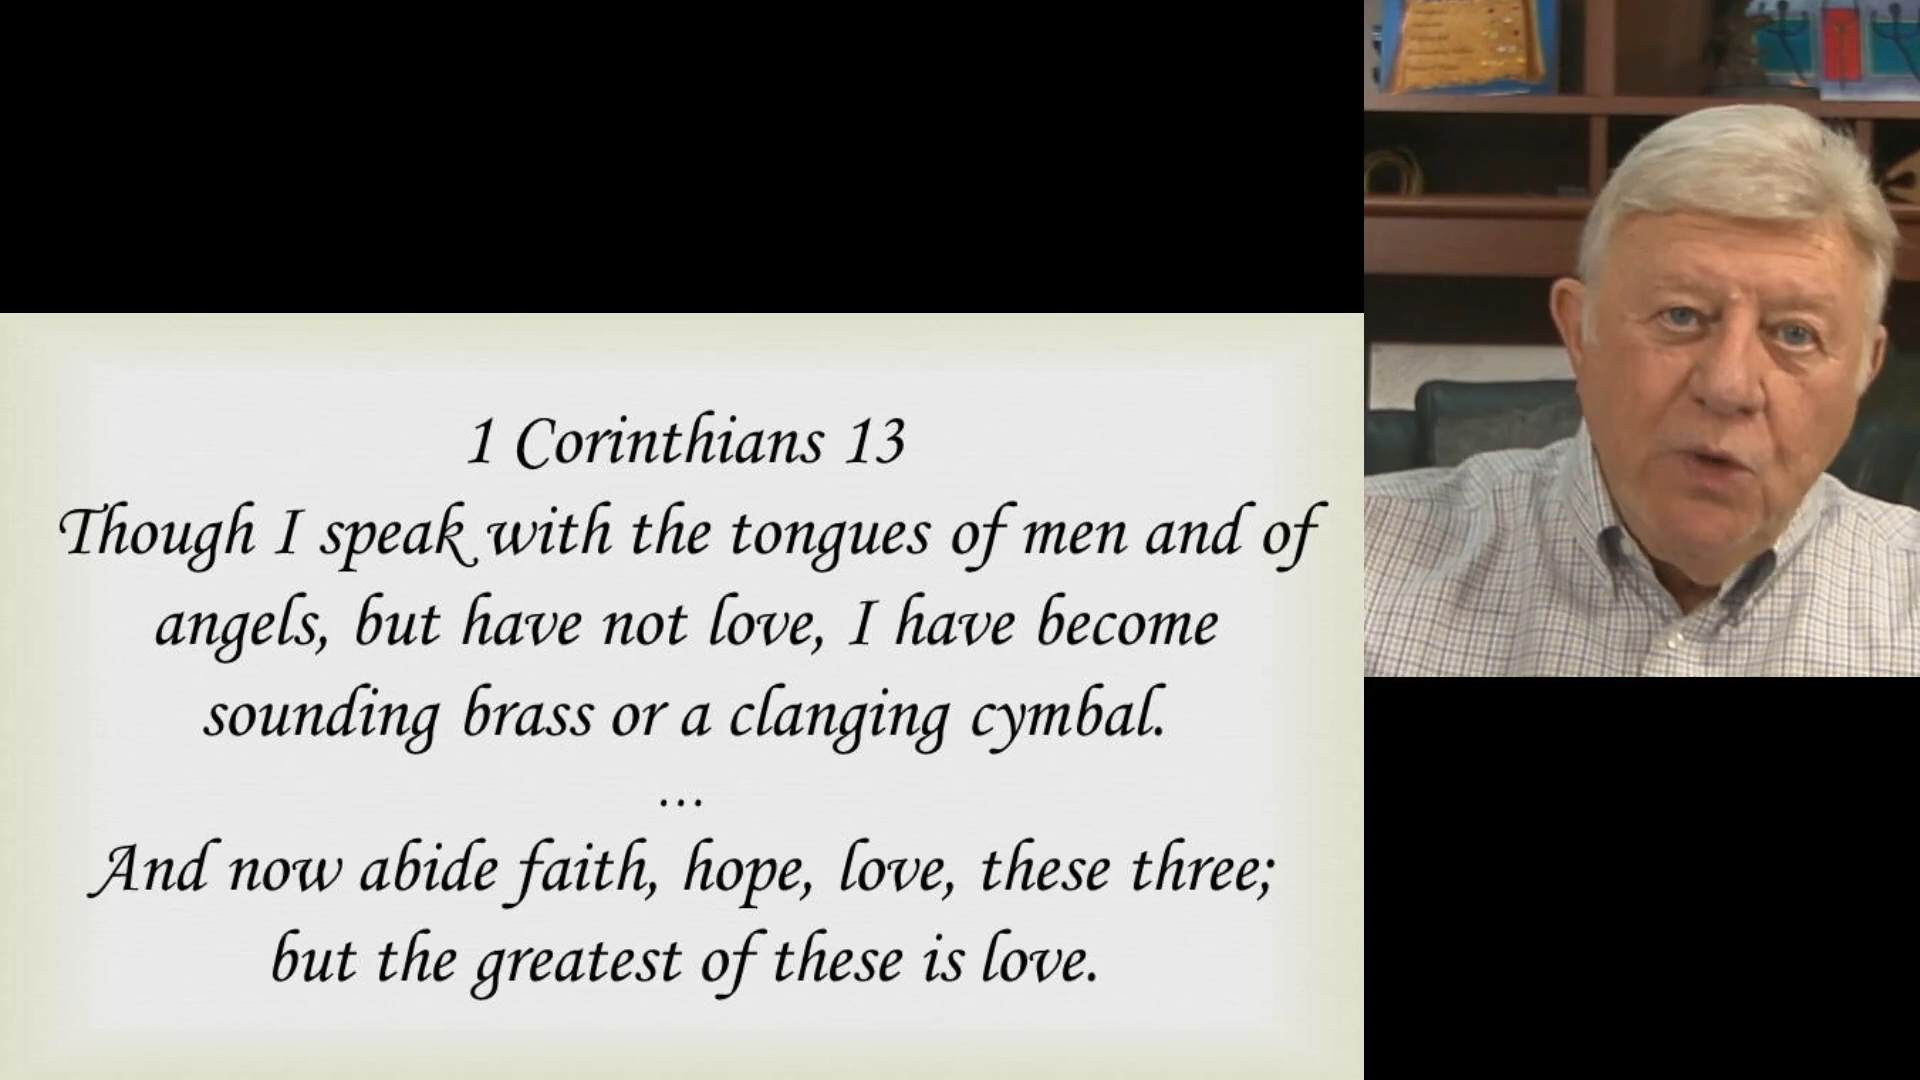 1 Corinthians 13
Though I speak with the tongues of men and of
angels, but have not love, I have become
sounding brass or a clanging cymbal.
...
And now abide faith, hope, love, these three;
but the greatest of these is love.